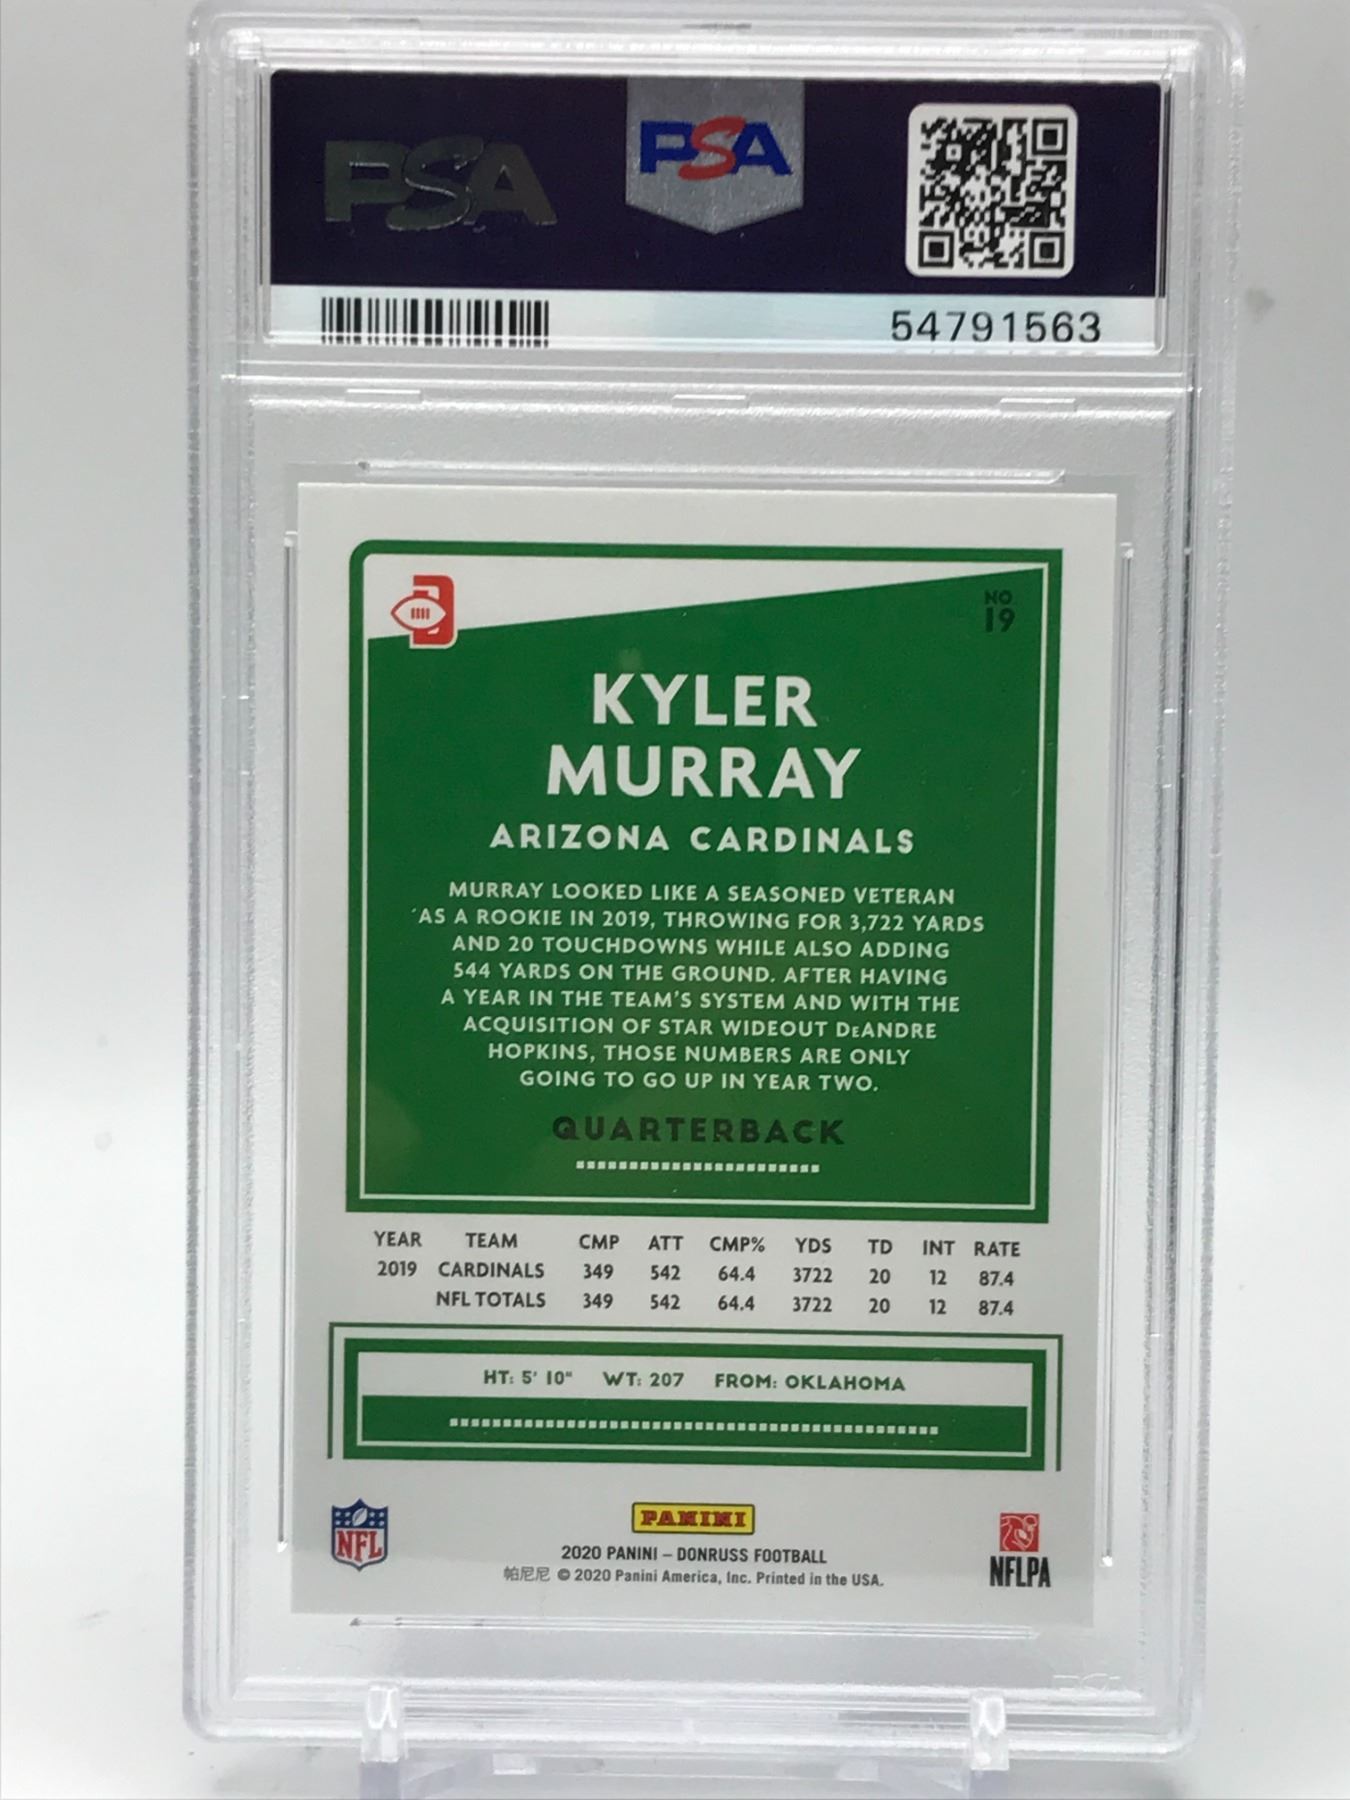 PSA
PSA
54791563
NO.
19
KYLER
MURRAY
ARIZONA CARDINALS
MURRAY LOOKED LIKE A SEASONED VETERAN
AS A ROOKIE IN 2019, THROWING FOR 3,722 YARDS
AND 20 TOUCHDOWNS WHILE ALSO ADDING
544 YARDS ON THE GROUND. AFTER HAVING
A YEAR IN THE TEAM'S SYSTEM AND WITH THE
ACQUISITION OF STAR WIDEOUT DeANDRE
HOPKINS, THOSE NUMBERS ARE ONLY
GOING TO GO UP IN YEAR TWO.
QUARTERBACK
YEAR TEAM CMP ATT CMP% YDS TD INT RATE
2019 CARDINALS 349 542 64.4 3722 20 12 87.4
NFL TOTALS 349 542 64.4 3722 20 12 87.4
HT: 5' 10" WT: 207 FROM: OKLAHOMA
NFL
PANINI
2020 PANINI – DONRUSS FOOTBALL
帕尼尼 © 2020 Panini America, Inc. Printed in the USA.
NFLPA